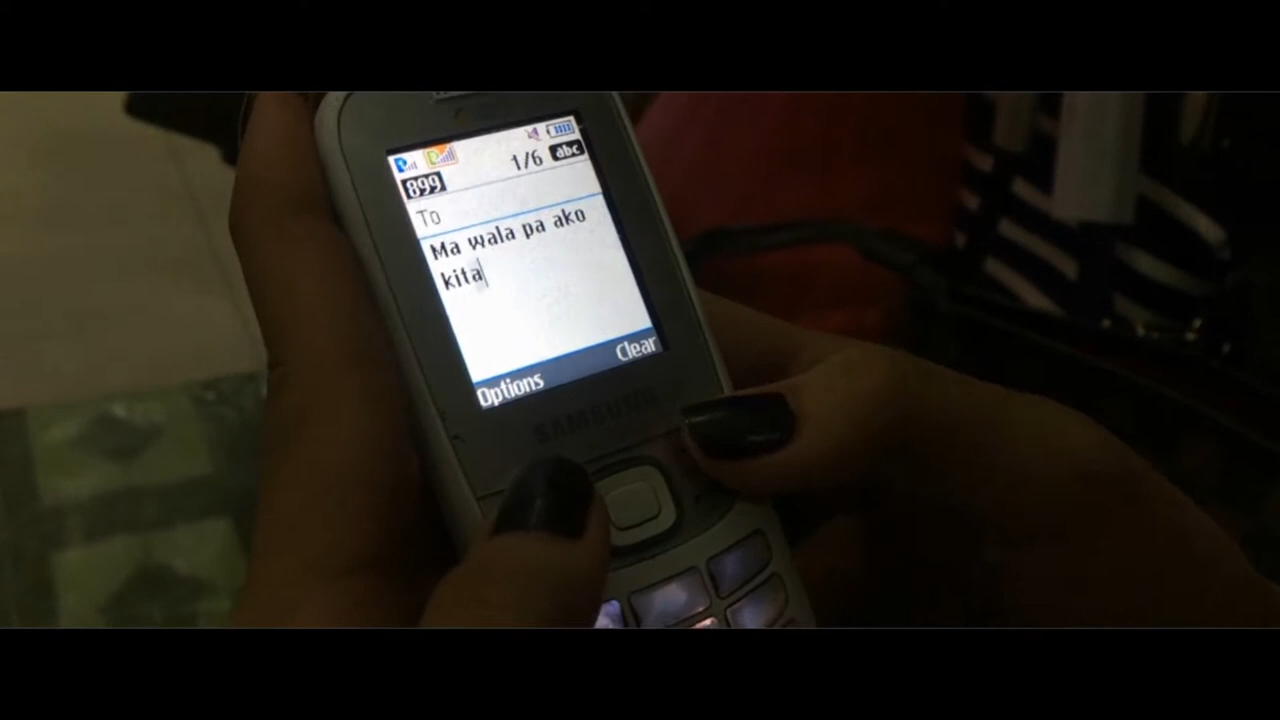 1/6 abc
899
To
Ma wala pa ako
kita
Clear
Options
SAMSUNG